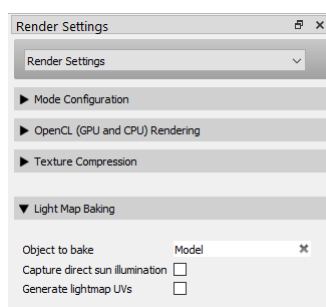 Render Settings
Render Settings
Mode Configuration
OpenCL (GPU and CPU) Rendering
Texture Compression
Light Map Baking
Object to bake Model
Capture direct sun illumination
Generate lightmap UVs